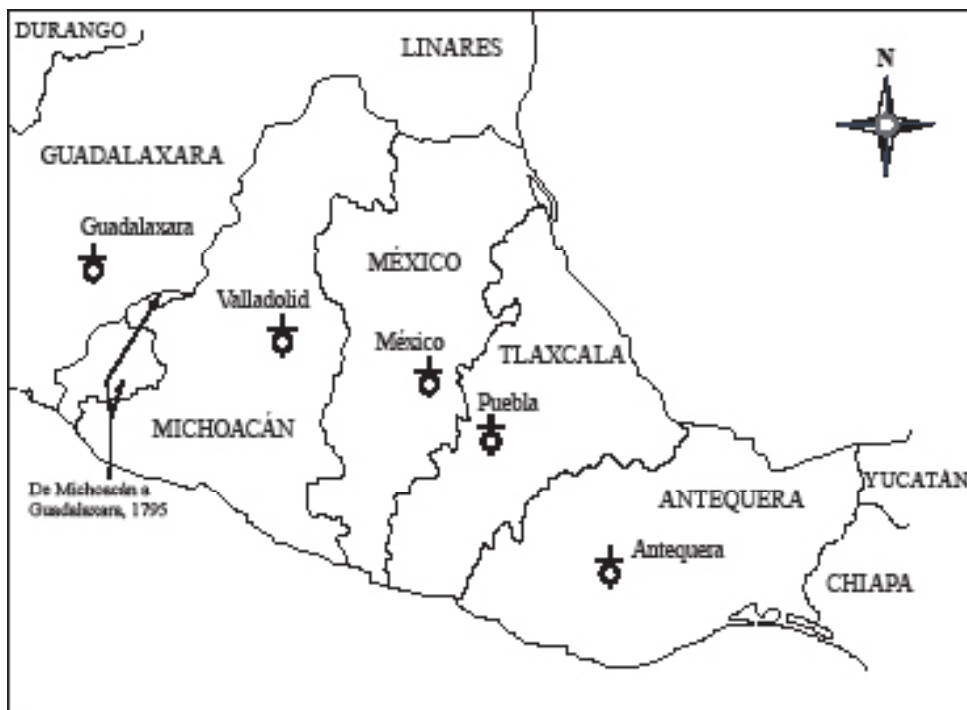 DURANGO
LINARES
N
GUADALAXARA
Guadalaxara
MÉXICO
Valladolid
México
TLAXCALA
Puebla
MICHOACÁN
De Michoacán a
Guadalaxara, 1795
ANTEQUERA
YUCATÁN
Antequera
CHIAPA